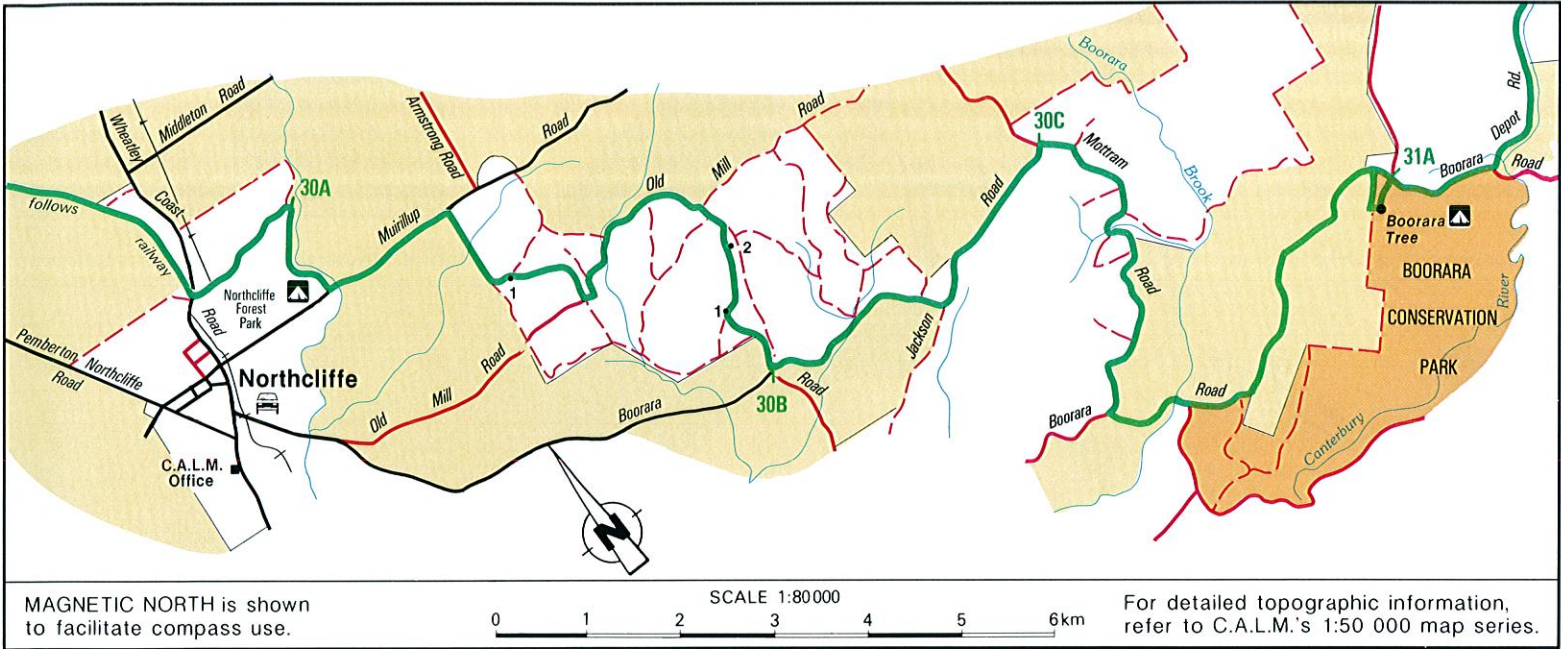 Wheatley
Coast
Road
Middleton Road
30A
follows
railway
Northcliffe
Forest
Park
Pemberton Northcliffe
Road
Northcliffe
C.A.L.M.
Office
Armstrong Road
Muirillup
Road
Old
Mill
Road
Old
Mill
Road
1
2
1
Boorara
Road
30B
Jackson
Road
N
30C
Mottram
Road
Boorara
Brook
Boorara
Road
31A
Boorara
Road
Depot
Rd.
Boorara
Tree
BOORARA
CONSERVATION
PARK
Canterbury
River
MAGNETIC NORTH is shown
to facilitate compass use.
SCALE 1:80000
0 1 2 3 4 5 6km
For detailed topographic information,
refer to C.A.L.M.'s 1:50 000 map series.